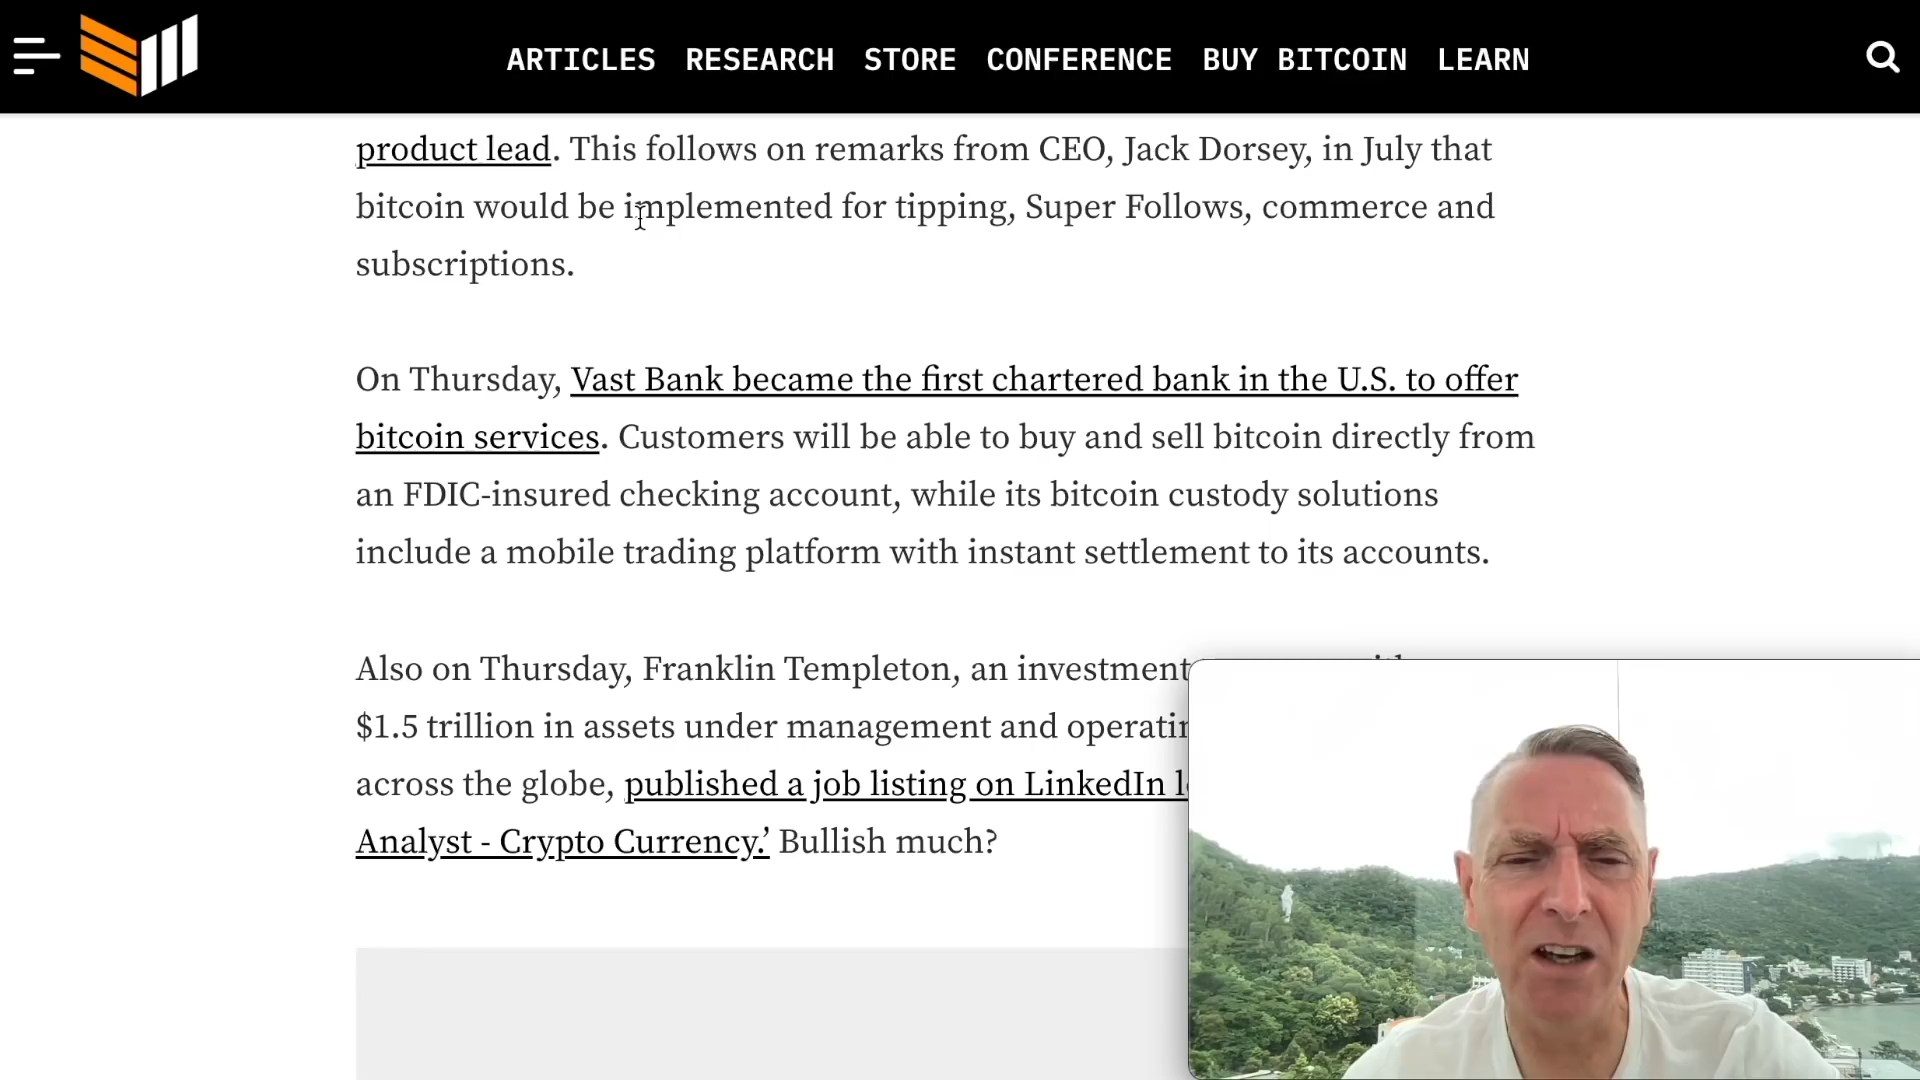 ARTICLES RESEARCH STORE CONFERENCE BUY BITCOIN LEARN
product lead. This follows on remarks from CEO, Jack Dorsey, in July that
bitcoin would be implemented for tipping, Super Follows, commerce and
subscriptions.
On Thursday, Vast Bank became the first chartered bank in the U.S. to offer
bitcoin services. Customers will be able to buy and sell bitcoin directly from
an FDIC-insured checking account, while its bitcoin custody solutions
include a mobile trading platform with instant settlement to its accounts.
Also on Thursday, Franklin Templeton, an investment
$1.5 trillion in assets under management and
across the globe, published a job listing on LinkedIn
Analyst - Crypto Currency.’ Bullish much?